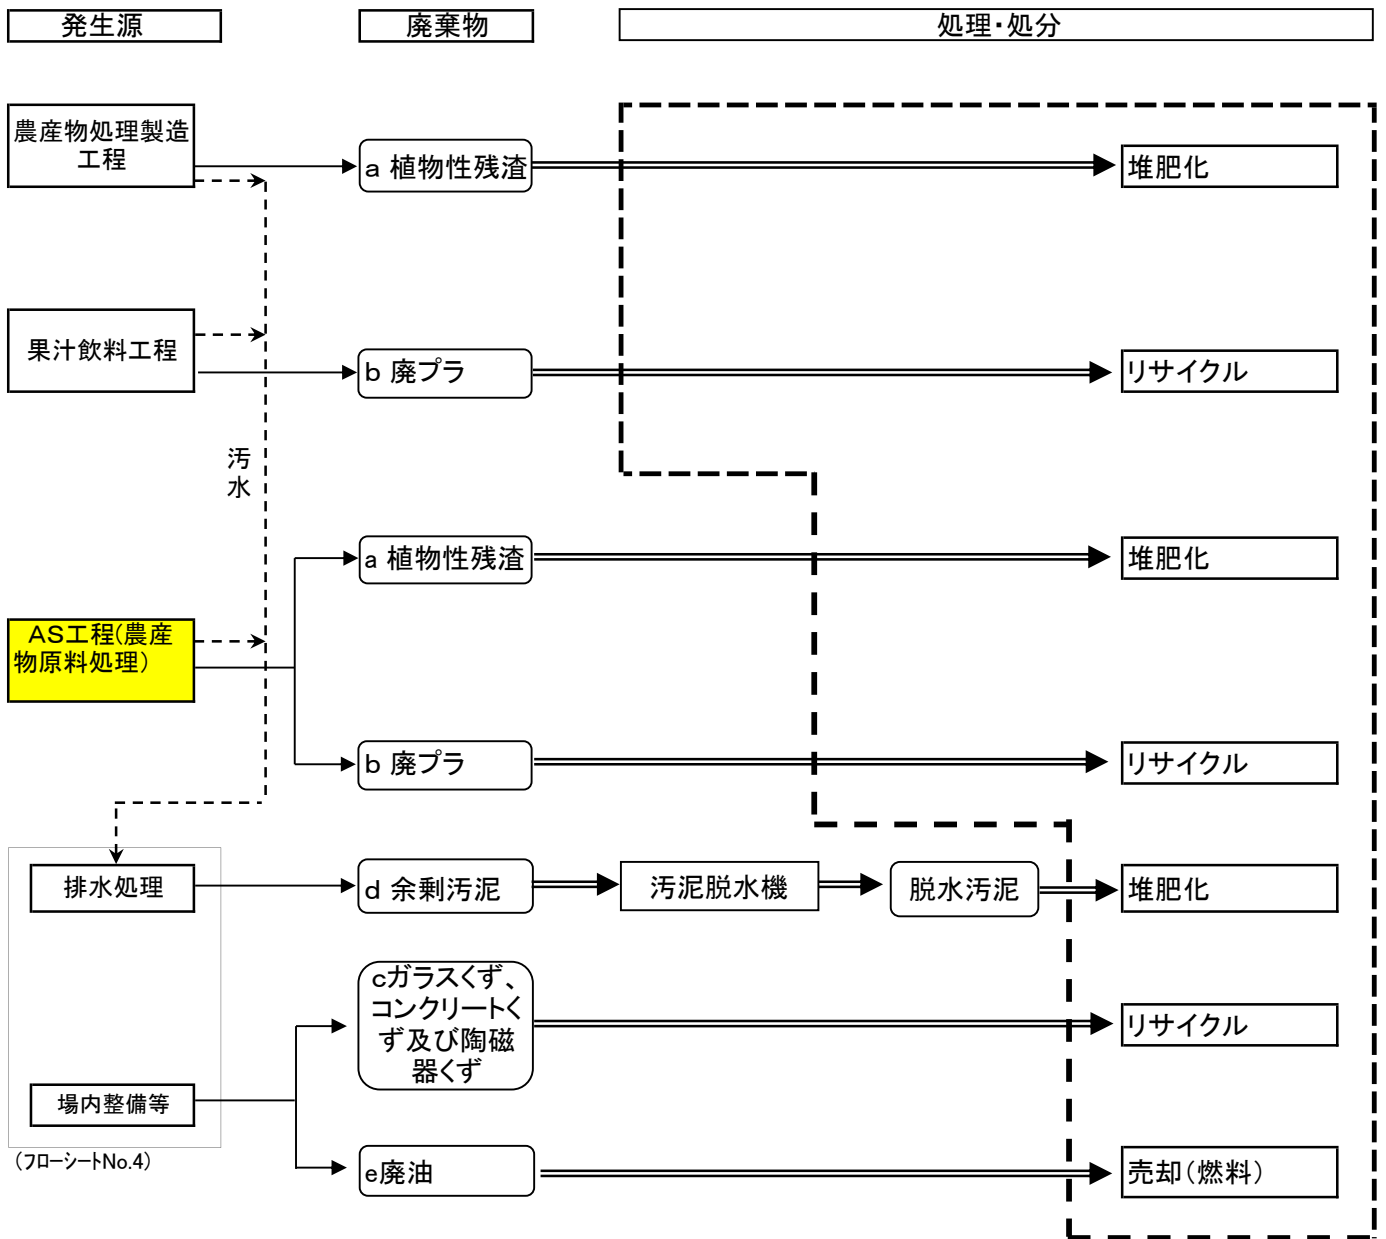 発生源
廃棄物
処理・処分
農産物処理製造
工程
a 植物性残渣
堆肥化
果汁飲料工程
b 廃プラ
リサイクル
汚
水
a 植物性残渣
堆肥化
AS工程(農産
物原料処理)
b 廃プラ
リサイクル
排水処理
d 余剰汚泥
汚泥脱水機
脱水汚泥
堆肥化
cガラスくず、
コンクリートく
ず及び陶磁
器くず
リサイクル
場内整備等
(フローシートNo.4)
e廃油
売却(燃料)